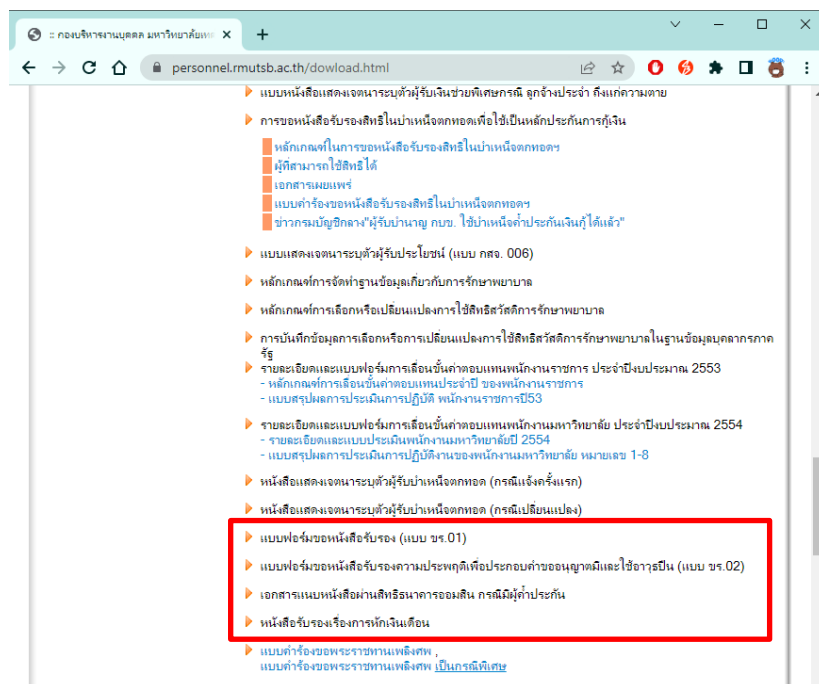 :: กองบริหารงานบุคคล มหาวิทยาลัยเทค
personnel.rmutsb.ac.th/dowload.html
แบบหนังสือแสดงเจตนาระบุตัวผู้รับเงินช่วยพิเศษกรณี ลูกจ้างประจำ ถึงแก่ความตาย
การขอหนังสือรับรองสิทธิในบำเหน็จตกทอดเพื่อใช้เป็นหลักประกันการกู้เงิน
หลักเกณฑ์ในการขอหนังสือรับรองสิทธิในบำเหน็จตกทอดฯ
ผู้ที่สามารถใช้สิทธิได้
เอกสารเผยแพร่
แบบคำร้องขอหนังสือรับรองสิทธิในบำเหน็จตกทอดฯ
ข่าวกรมบัญชีกลาง"ผู้รับบำนาญ กบข. ใช้บำเหน็จค้ำประกันเงินกู้ได้แล้ว"
แบบแสดงเจตนาระบุตัวผู้รับประโยชน์ (แบบ กสจ. 006)
หลักเกณฑ์การจัดทำฐานข้อมูลเกี่ยวกับการรักษาพยาบาล
หลักเกณฑ์การเลือกหรือเปลี่ยนแปลงการใช้สิทธิสวัสดิการรักษาพยาบาล
การบันทึกข้อมูลการเลือกหรือการเปลี่ยนแปลงการใช้สิทธิสวัสดิการรักษาพยาบาลในฐานข้อมูลบุคลากรภาค
รัฐ
รายละเอียดและแบบฟอร์มการเลื่อนขั้นค่าตอบแทนพนักงานราชการ ประจำปีงบประมาณ 2553
- หลักเกณฑ์การเลื่อนขั้นค่าตอบแทนประจำปี ของพนักงานราชการ
- แบบสรุปผลการประเมินการปฏิบัติ พนักงานราชการปี53
รายละเอียดและแบบฟอร์มการเลื่อนขั้นค่าตอบแทนพนักงานมหาวิทยาลัย ประจำปีงบประมาณ 2554
- รายละเอียดและแบบประเมินพนักงานมหาวิทยาลัยปี 2554
- แบบสรุปผลการประเมินการปฏิบัติงานของพนักงานมหาวิทยาลัย หมายเลข 1-8
หนังสือแสดงเจตนาระบุตัวผู้รับบำเหน็จตกทอด (กรณีแจ้งครั้งแรก)
หนังสือแสดงเจตนาระบุตัวผู้รับบำเหน็จตกทอด (กรณีเปลี่ยนแปลง)
แบบฟอร์มขอหนังสือรับรอง (แบบ ขร.01)
แบบฟอร์มขอหนังสือรับรองความประพฤติเพื่อประกอบคำขออนุญาตมีและใช้อาวุธปืน (แบบ ขร.02)
เอกสารแนบหนังสือผ่านสิทธิธนาคารออมสิน กรณีมีผู้ค้ำประกัน
หนังสือรับรองเรื่องการหักเงินเดือน
แบบคำร้องขอพระราชทานเพลิงศพ ,
แบบคำร้องขอพระราชทานเพลิงศพ เป็นกรณีพิเศษ